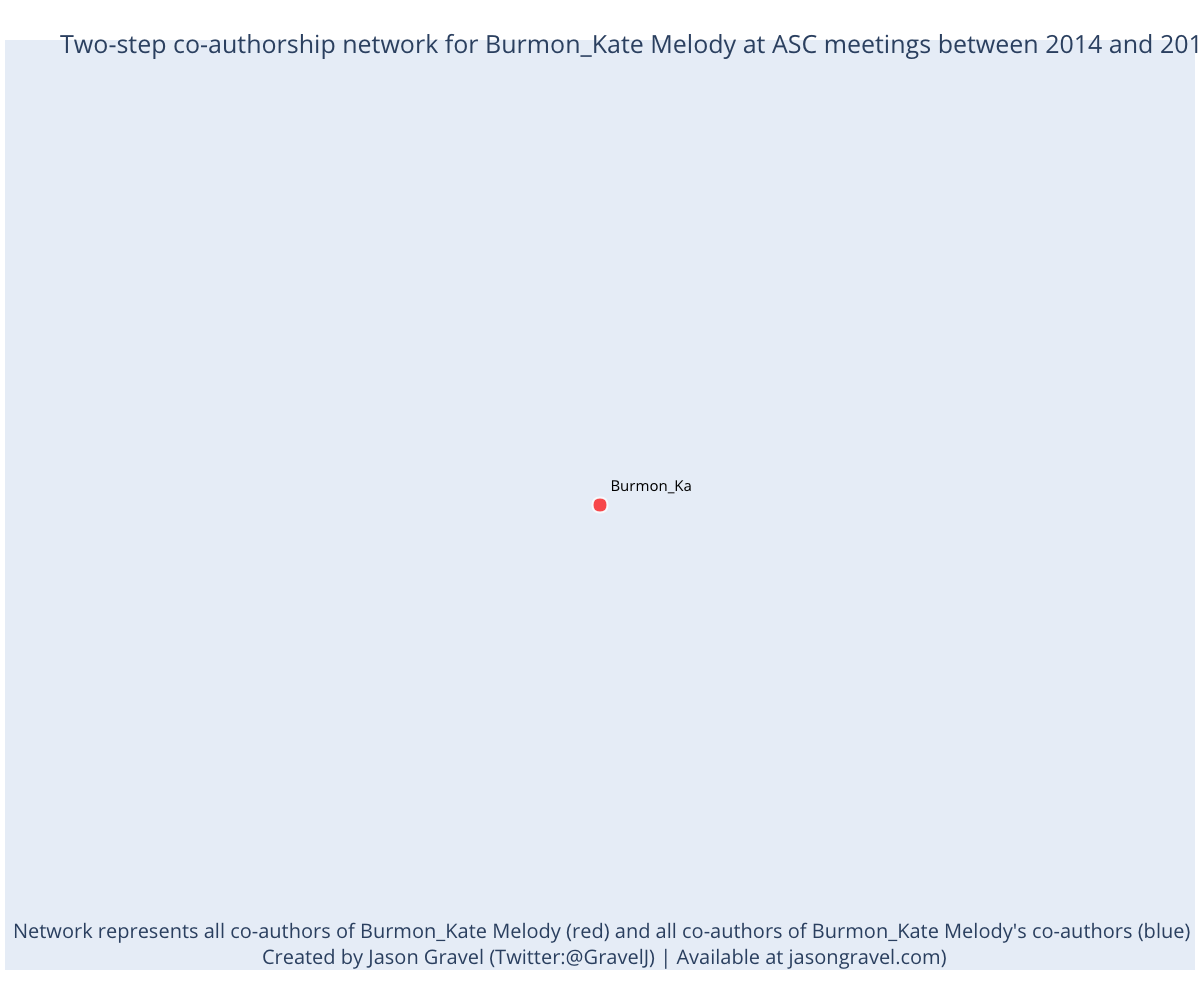 Two-step co-authorship network for Burmon_Kate Melody at ASC meetings between 2014 and 201
Burmon_Ka
Network represents all co-authors of Burmon_Kate Melody (red) and all co-authors of Burmon_Kate Melody's co-authors (blue)
Created by Jason Gravel (Twitter:@GravelJ) | Available at jasongravel.com)